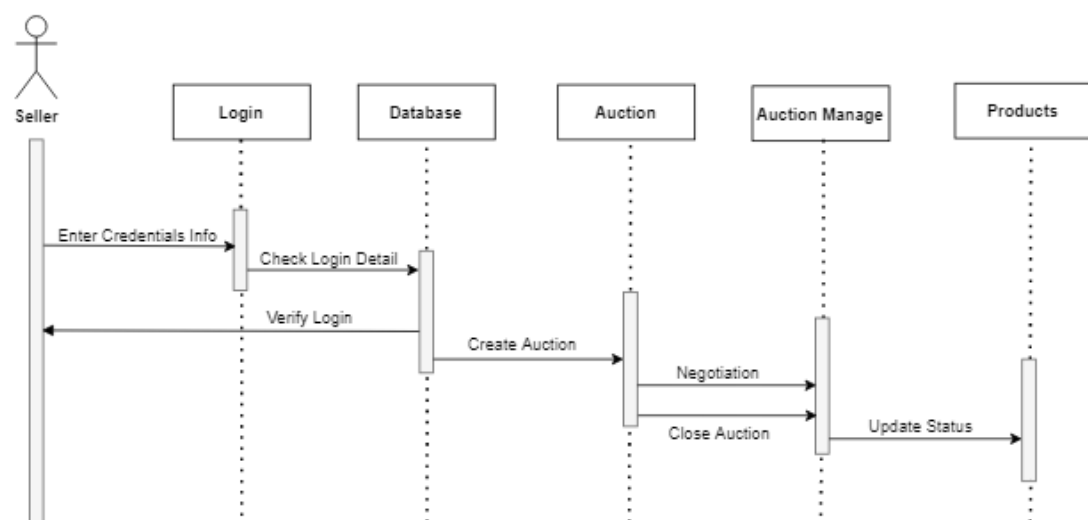 Seller
Login
Database
Auction
Auction Manage
Products
Enter Credentials Info
Check Login Detail
Verify Login
Create Auction
Negotiation
Close Auction
Update Status